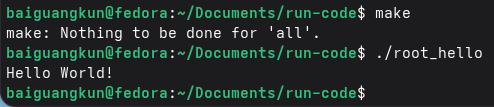 baiguangkun@fedora:~/Documents/run-code$ make
make: Nothing to be done for 'all'.
baiguangkun@fedora:~/Documents/run-code$ ./root_hello
Hello World!
baiguangkun@fedora:~/Documents/run-code$